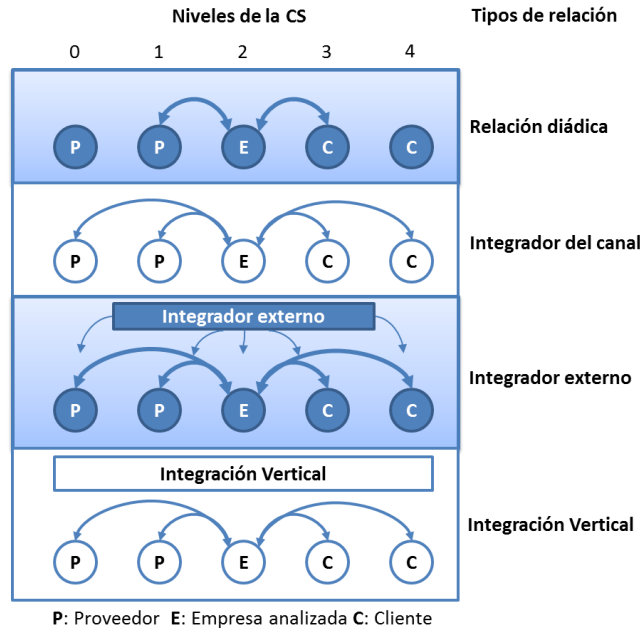 Niveles de la CS
Tipos de relación
0 1 2 3 4
P P E C C
Relación diádica
P P E C C
Integrador del canal
Integrador externo
P P E C C
Integrador externo
Integración Vertical
P P E C C
Integración Vertical
P: Proveedor E: Empresa analizada C: Cliente